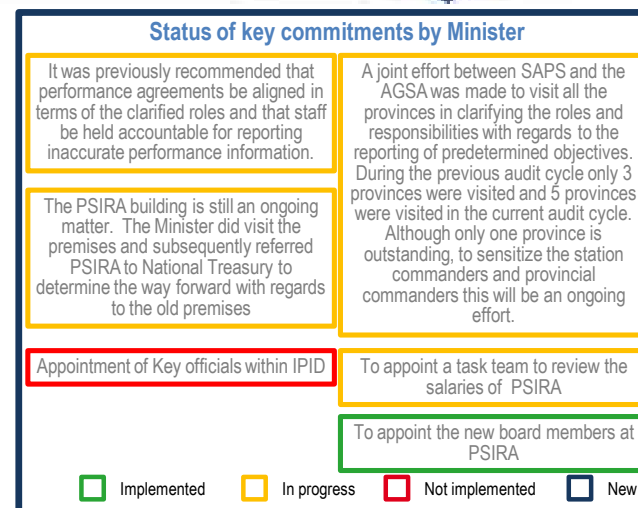 Status of key commitments by Minister
It was previously recommended that
performance agreements be aligned in
terms of the clarified roles and that staff
be held accountable for reporting
inaccurate performance information.
The PSIRA building is still an ongoing
matter. The Minister did visit the
premises and subsequently referred
PSIRA to National Treasury to
determine the way forward with regards
to the old premises
Appointment of Key officials within IPID
A joint effort between SAPS and the
AGSA was made to visit all the
provinces in clarifying the roles and
responsibilities with regards to the
reporting of predetermined objectives.
During the previous audit cycle only 3
provinces were visited and 5 provinces
were visited in the current audit cycle.
Although only one province is
outstanding, to sensitize the station
commanders and provincial
commanders this will be an ongoing
effort.
To appoint a task team to review the
salaries of PSIRA
To appoint the new board members at
PSIRA
Implemented In progress Not implemented New